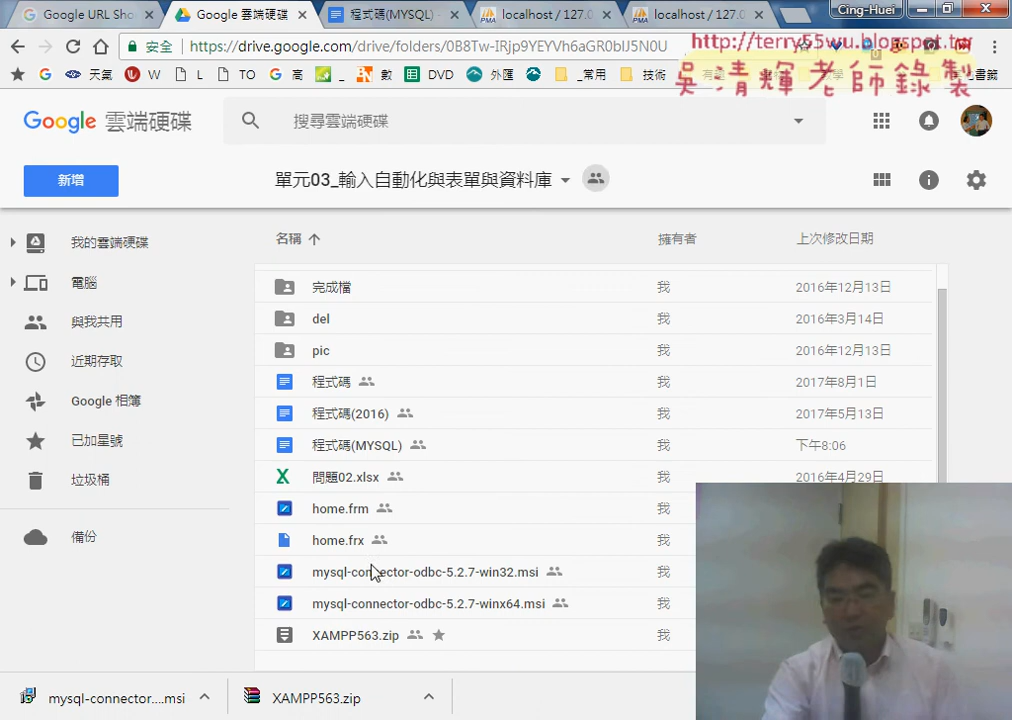 Google URL Sho
Google 雲端硬碟
程式碼(MYSQL)
localhost / 127.0
localhost / 127.
Cing-Huei
安全
https://drive.google.com/drive/folders/0B8Tw-IRjp9YEYVh6aGR0blJ5N0U
http://terry55wu.blogspot.tw
吳清輝老師錄製
天氣
W
L
TO
高
_
數
DVD
外匯
_常用
技術
Google 雲端硬碟
搜尋雲端硬碟
新增
單元03_輸入自動化與表單與資料庫
我的雲端硬碟
電腦
與我共用
近期存取
Google 相簿
已加星號
垃圾桶
備份
名稱
擁有者
上次修改日期
完成檔
我
2016年12月13日
del
我
2016年3月14日
pic
我
2016年12月13日
程式碼
我
2017年8月1日
程式碼(2016)
我
2017年5月13日
程式碼(MYSQL)
我
下午8:06
問題02.xlsx
我
2016年4月29日
home.frm
我
home.frx
我
mysql-connector-odbc-5.2.7-win32.msi
我
mysql-connector-odbc-5.2.7-winx64.msi
我
XAMPP563.zip
我
mysql-connector....msi
XAMPP563.zip